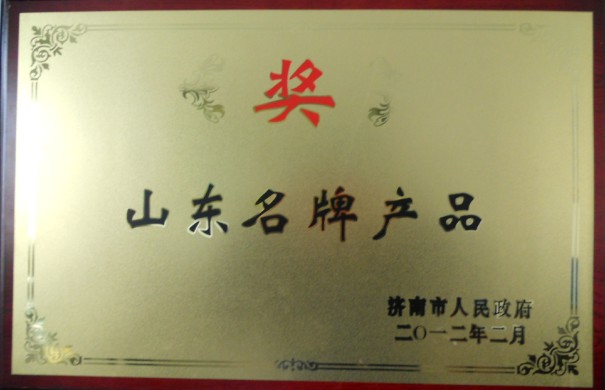 奖
山东名牌产品
济南市人民政府
二〇一二年二月